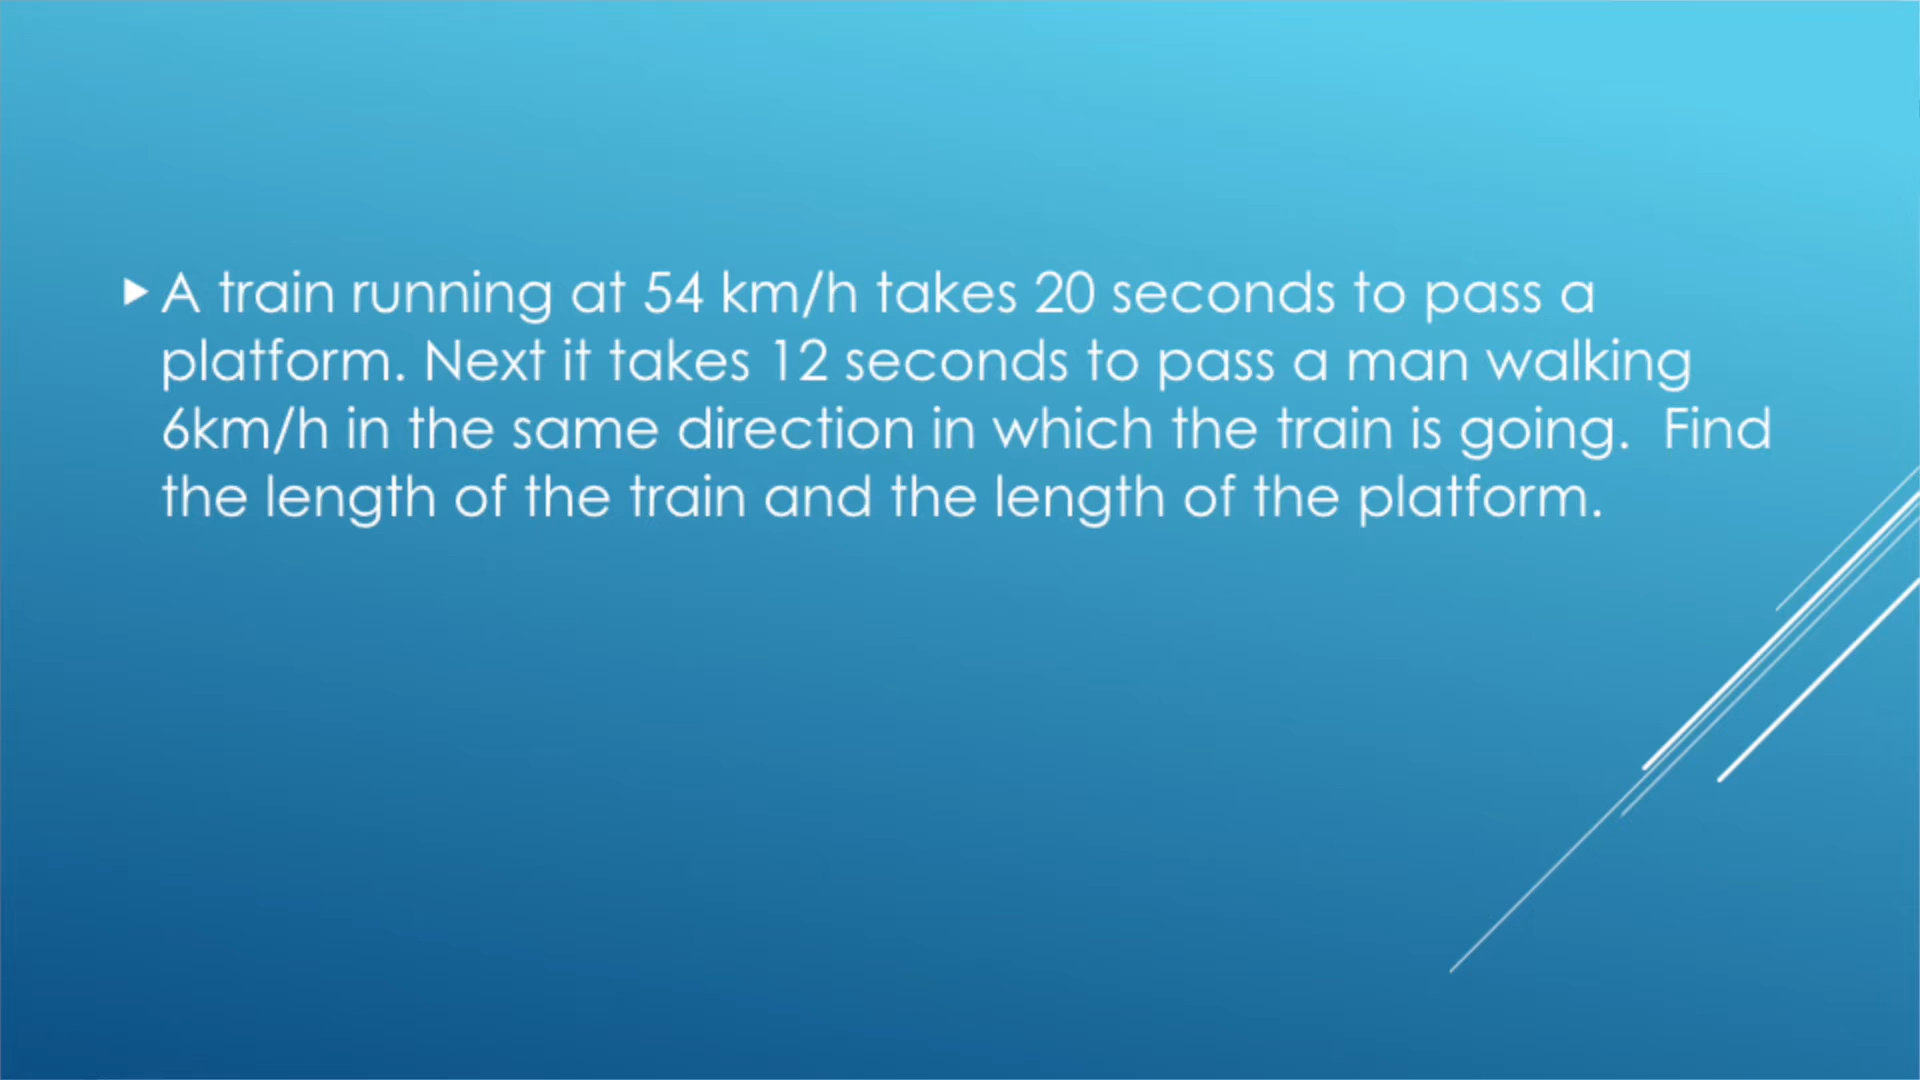 A train running at 54 km/h takes 20 seconds to pass a
platform. Next it takes 12 seconds to pass a man walking
6km/h in the same direction in which the train is going.  Find
the length of the train and the length of the platform.